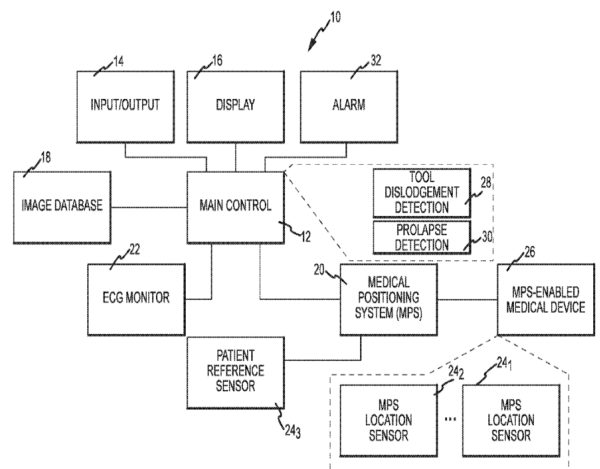 10
14
16
32
INPUT/OUTPUT
DISPLAY
ALARM
18
IMAGE DATABASE
MAIN CONTROL
12
TOOL
DISLODGEMENT
DETECTION
28
PROLAPSE
DETECTION
30
22
ECG MONITOR
20
MEDICAL
POSITIONING
SYSTEM (MPS)
26
MPS-ENABLED
MEDICAL DEVICE
PATIENT
REFERENCE
SENSOR
24₃
24₂
24₁
MPS
LOCATION
SENSOR
...
MPS
LOCATION
SENSOR